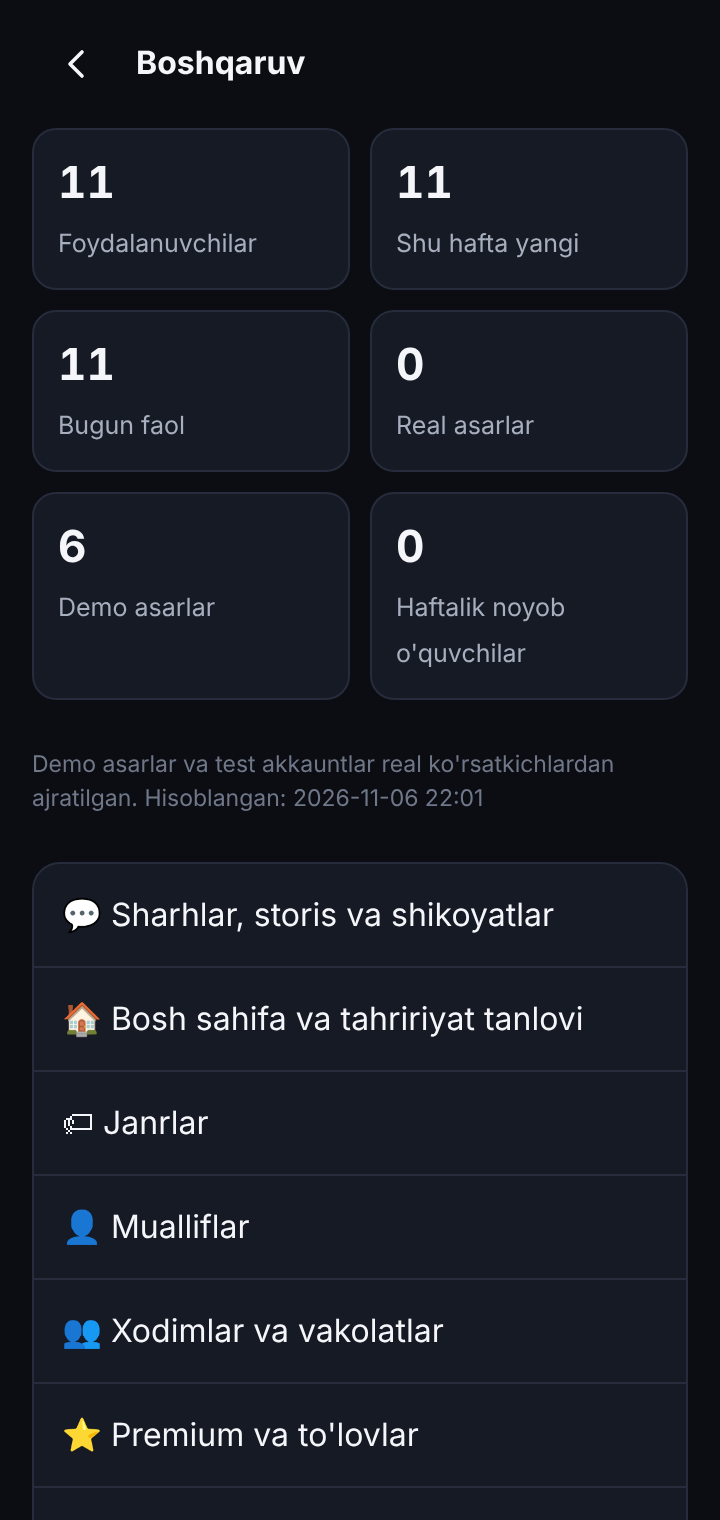 Boshqaruv
11
Foydalanuvchilar
11
Shu hafta yangi
11
Bugun faol
0
Real asarlar
6
Demo asarlar
0
Haftalik noyob
o'quvchilar
Demo asarlar va test akkauntlar real ko'rsatkichlardan
ajratilgan. Hisoblangan: 2026-11-06 22:01
💬 Sharhlar, storis va shikoyatlar
🏠 Bosh sahifa va tahririyat tanlovi
🏷 Janrlar
👤 Mualliflar
👥 Xodimlar va vakolatlar
⭐ Premium va to'lovlar